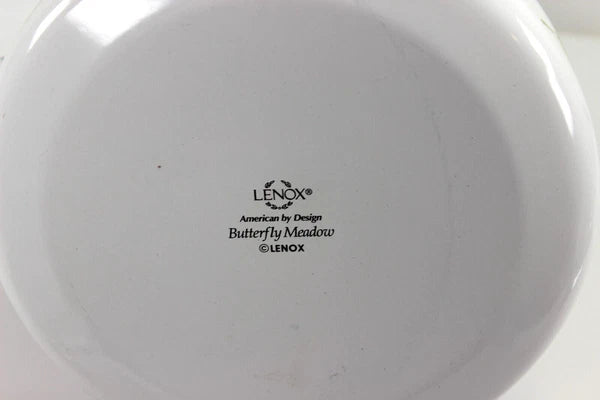 LENOX®
American by Design
Butterfly Meadow
©LENOX